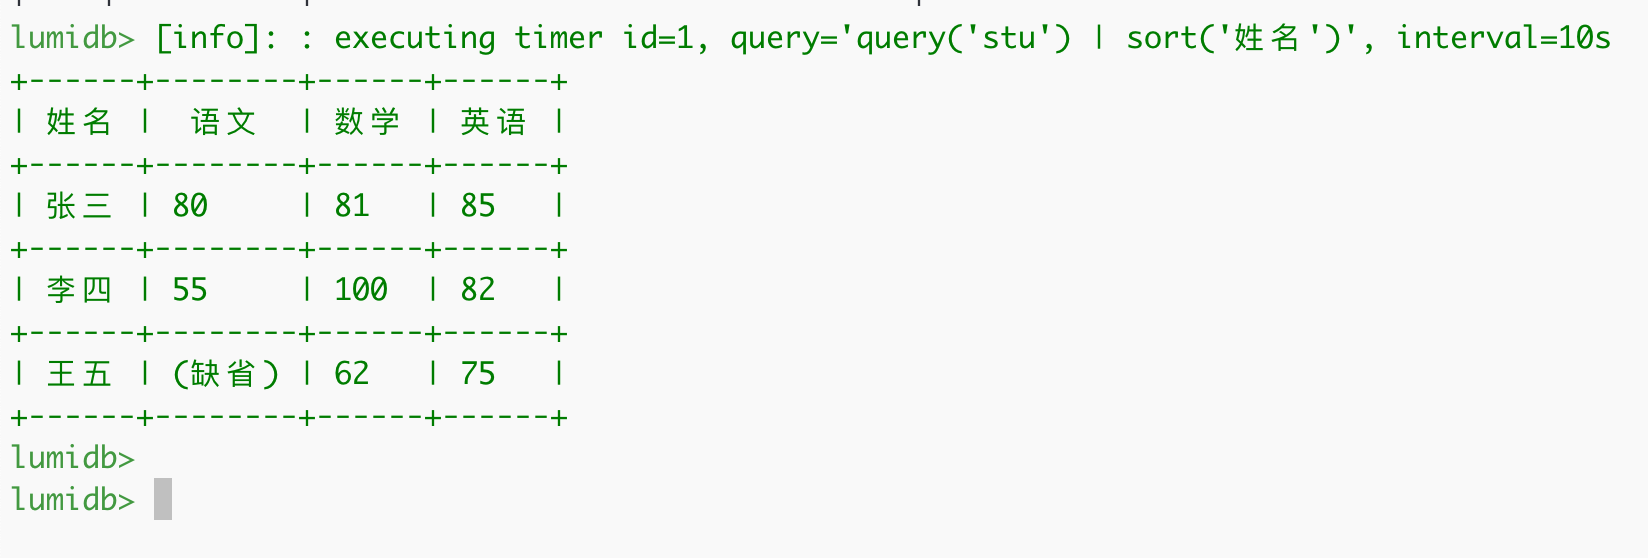 lumidb> [info]: : executing timer id=1, query='query('stu') | sort('姓名')', interval=10s
+------+--------+------+------+
| 姓名 |  语文  | 数学 | 英语 |
+------+--------+------+------+
| 张三 | 80     | 81   | 85   |
+------+--------+------+------+
| 李四 | 55     | 100  | 82   |
+------+--------+------+------+
| 王五 | (缺省) | 62   | 75   |
+------+--------+------+------+
lumidb>
lumidb>